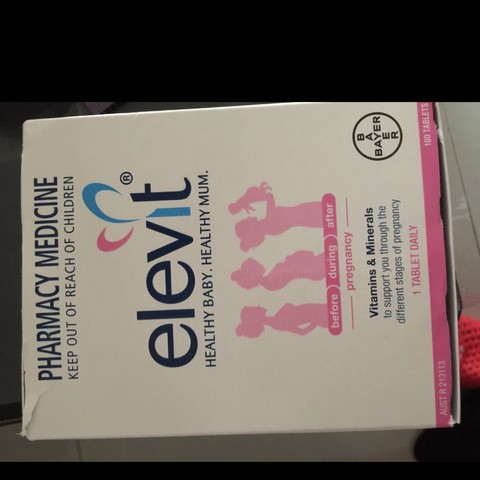 PHARMACY MEDICINE
KEEP OUT OF REACH OF CHILDREN
elevit®
HEALTHY BABY. HEALTHY MUM.
before ) during ) after
pregnancy
Vitamins & Minerals
to support you through the
different stages of pregnancy
1 TABLET DAILY
BAYER
BAYER
AUST R 213113
100 TABLETS